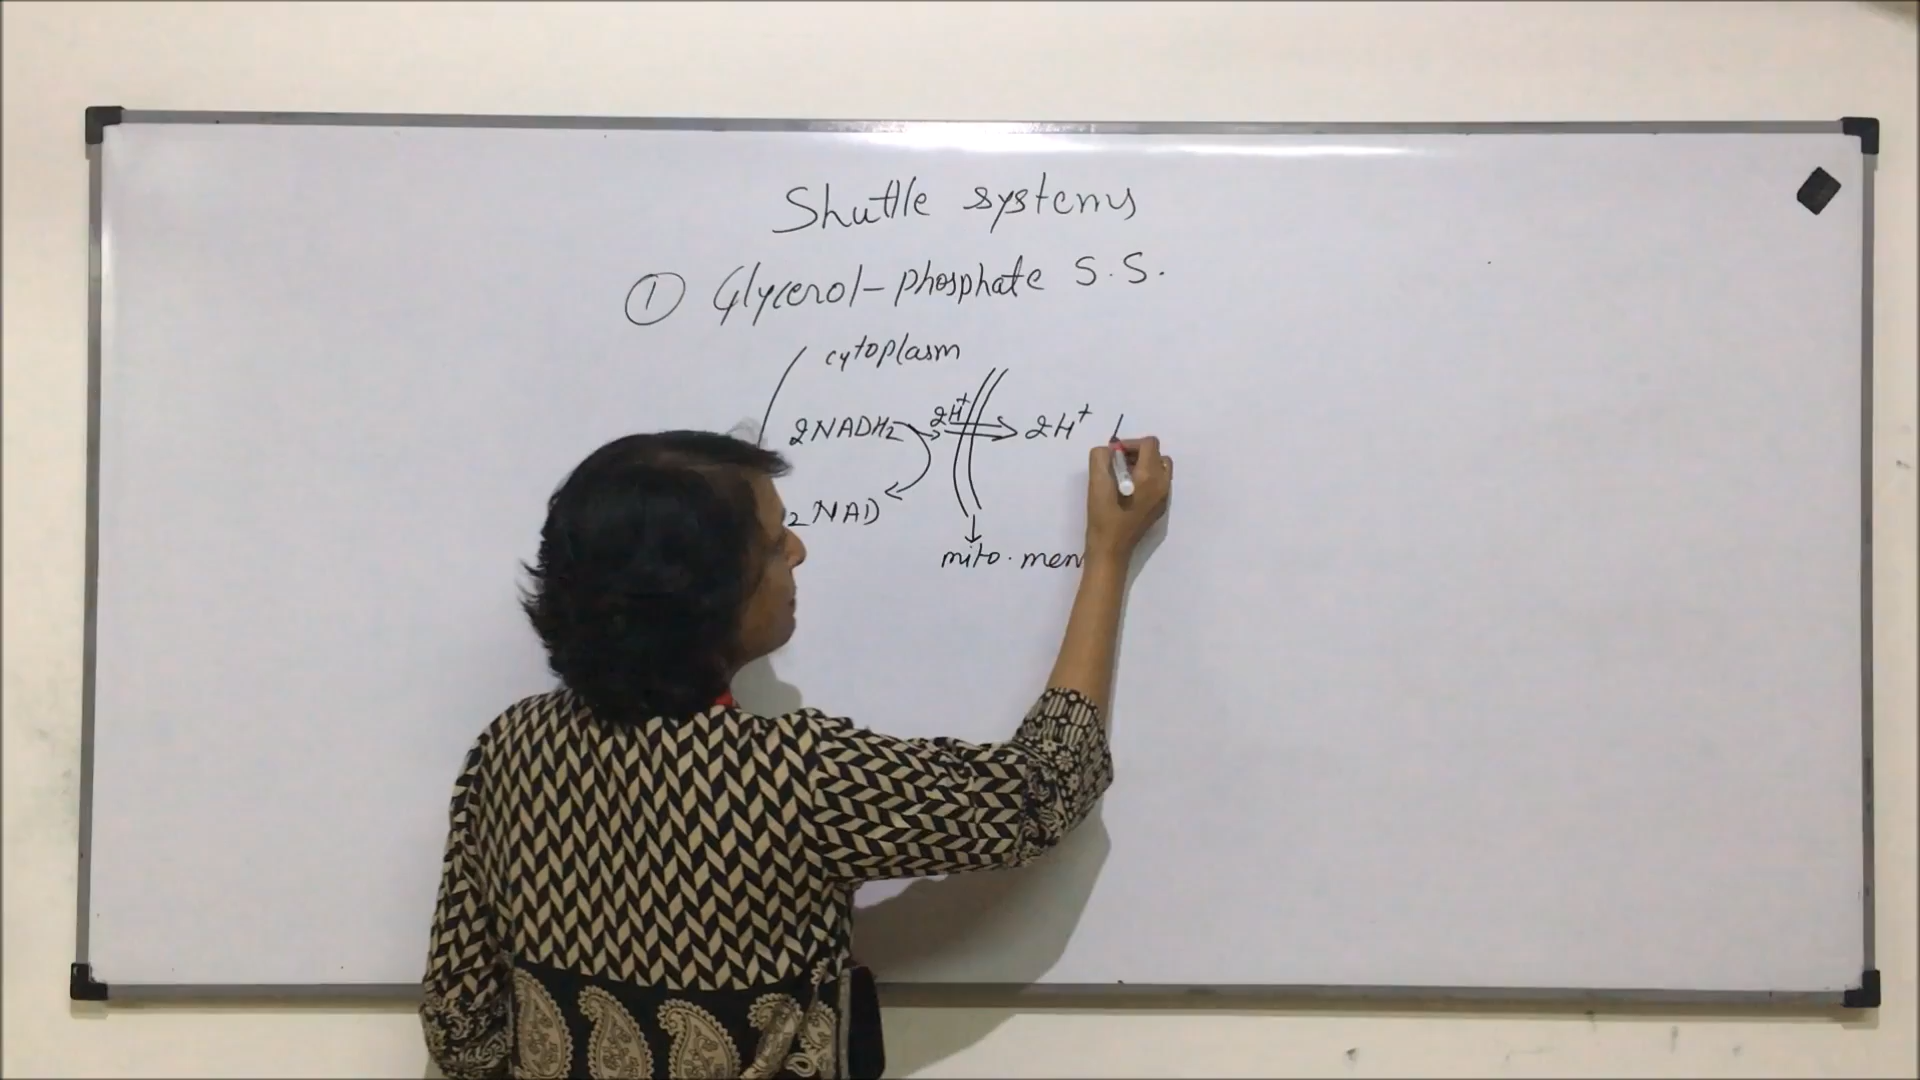 Shuttle systems
① Glycerol-phosphate S.S.
cytoplasm
2NADH₂ 2H⁺ 2H⁺
2NAD
mito. mem